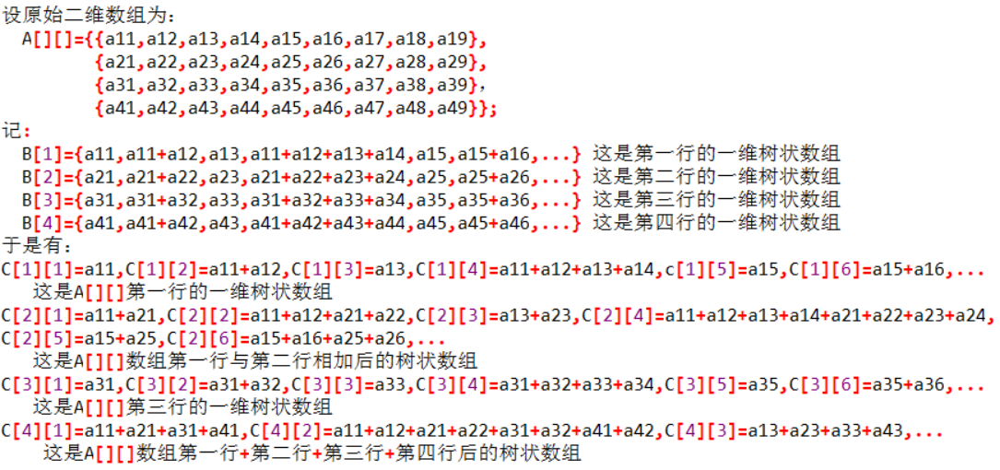 设原始二维数组为:
A[][]={{a11,a12,a13,a14,a15,a16,a17,a18,a19},
{a21,a22,a23,a24,a25,a26,a27,a28,a29},
{a31,a32,a33,a34,a35,a36,a37,a38,a39},
{a41,a42,a43,a44,a45,a46,a47,a48,a49}};
记:
B[1]={a11,a11+a12,a13,a11+a12+a13+a14,a15,a15+a16,...} 这是第一行的一维树状数组
B[2]={a21,a21+a22,a23,a21+a22+a23+a24,a25,a25+a26,...} 这是第二行的一维树状数组
B[3]={a31,a31+a32,a33,a31+a32+a33+a34,a35,a35+a36,...} 这是第三行的一维树状数组
B[4]={a41,a41+a42,a43,a41+a42+a43+a44,a45,a45+a46,...} 这是第四行的一维树状数组
于是有:
C[1][1]=a11,C[1][2]=a11+a12,C[1][3]=a13,C[1][4]=a11+a12+a13+a14,c[1][5]=a15,C[1][6]=a15+a16,...
这是A[][]第一行的一维树状数组
C[2][1]=a11+a21,C[2][2]=a11+a12+a21+a22,C[2][3]=a13+a23,C[2][4]=a11+a12+a13+a14+a21+a22+a23+a24,
C[2][5]=a15+a25,C[2][6]=a15+a16+a25+a26,...
这是A[][]数组第一行与第二行相加后的树状数组
C[3][1]=a31,C[3][2]=a31+a32,C[3][3]=a33,C[3][4]=a31+a32+a33+a34,C[3][5]=a35,C[3][6]=a35+a36,...
这是A[][]第三行的一维树状数组
C[4][1]=a11+a21+a31+a41,C[4][2]=a11+a12+a21+a22+a31+a32+a41+a42,C[4][3]=a13+a23+a33+a43,...
这是A[][]数组第一行+第二行+第三行+第四行后的树状数组